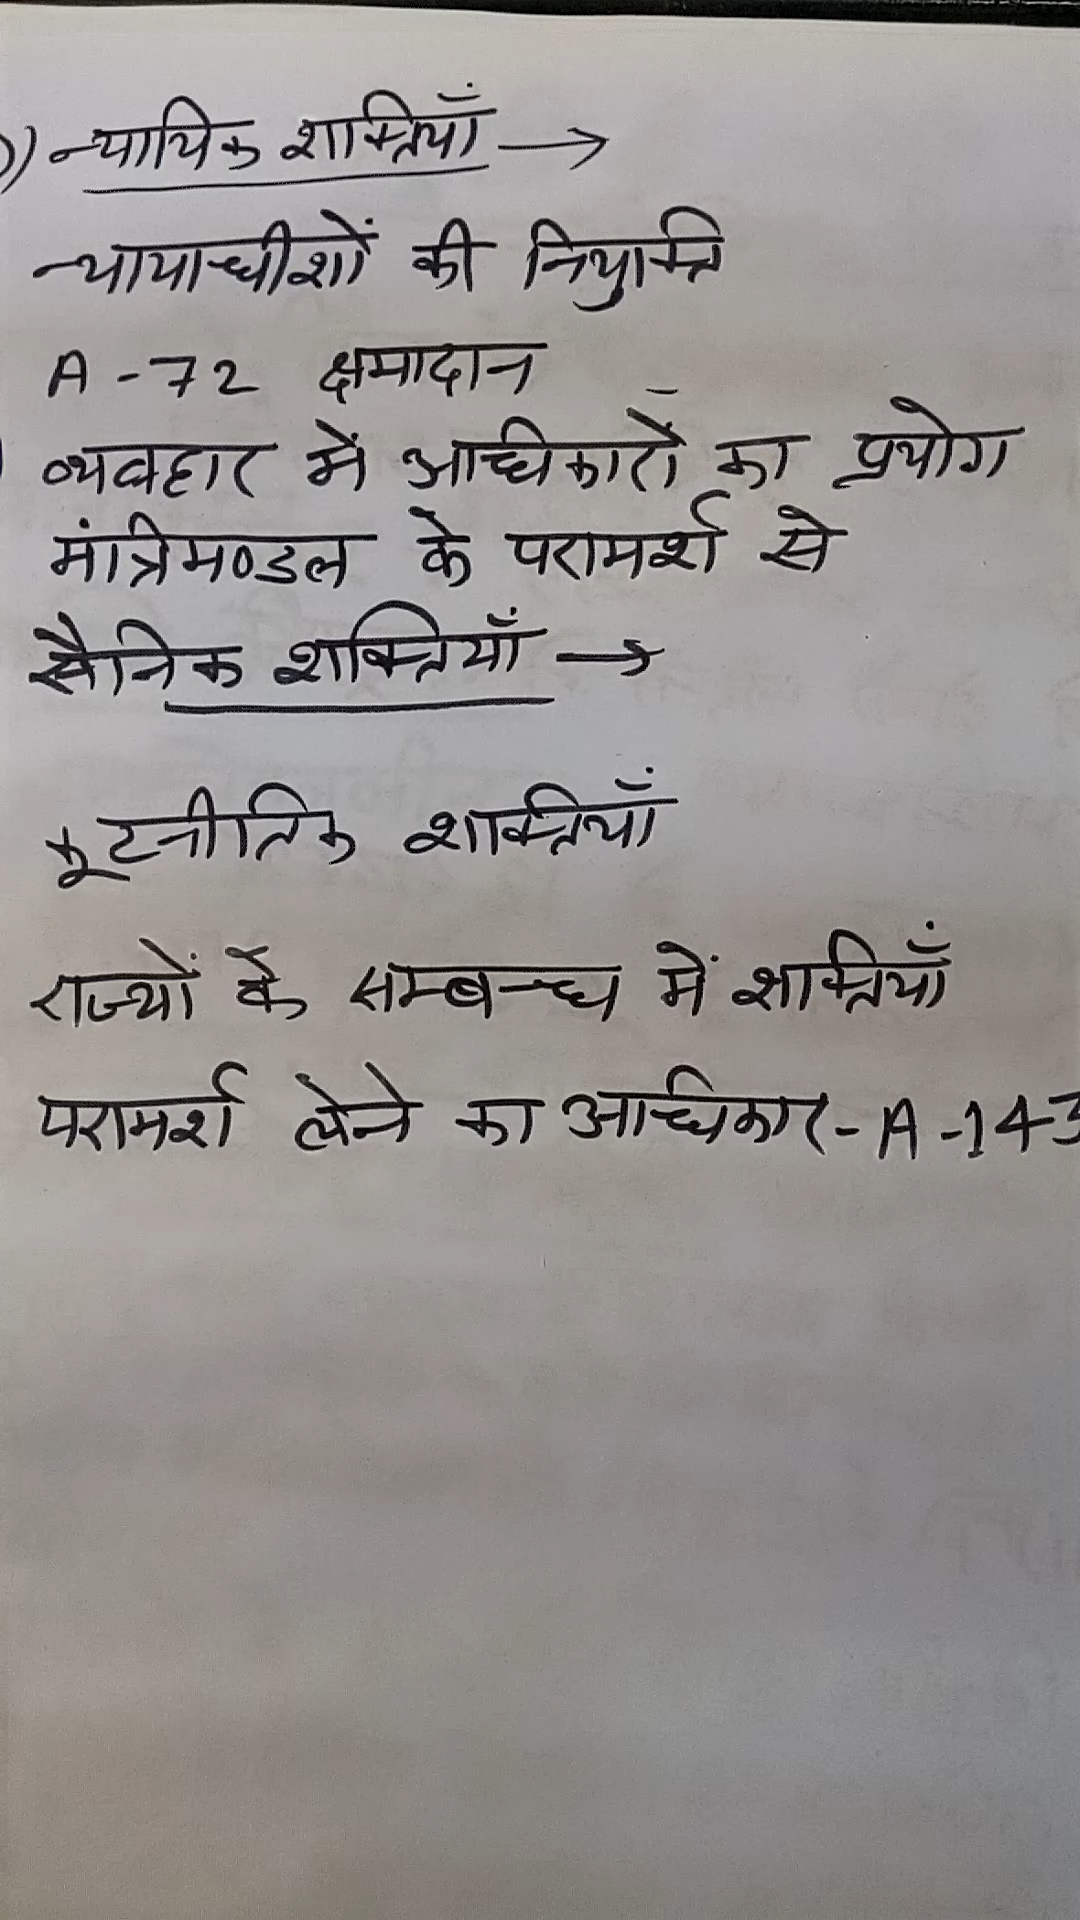 ) न्यायिक शक्तियाँ →
न्यायाधीशों की नियुक्ति
A - 72 क्षमादान
व्यवहार में अधिकारों का प्रयोग
मंत्रिमण्डल के परामर्श से
सैनिक शक्तियाँ →
कूटनीतिक शक्तियाँ
राज्यों के सम्बन्ध में शक्तियाँ
परामर्श लेने का अधिकार - A - 143